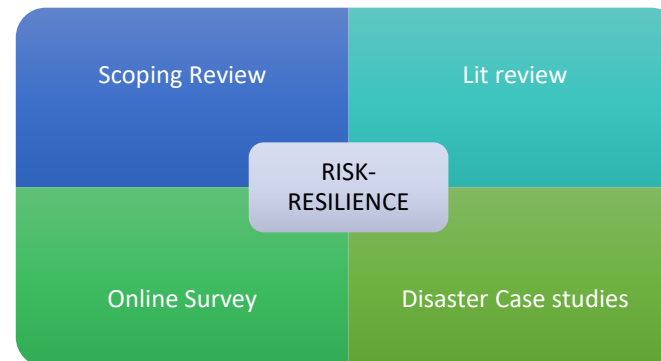 Scoping Review
Lit review
RISK-
RESILIENCE
Online Survey
Disaster Case studies